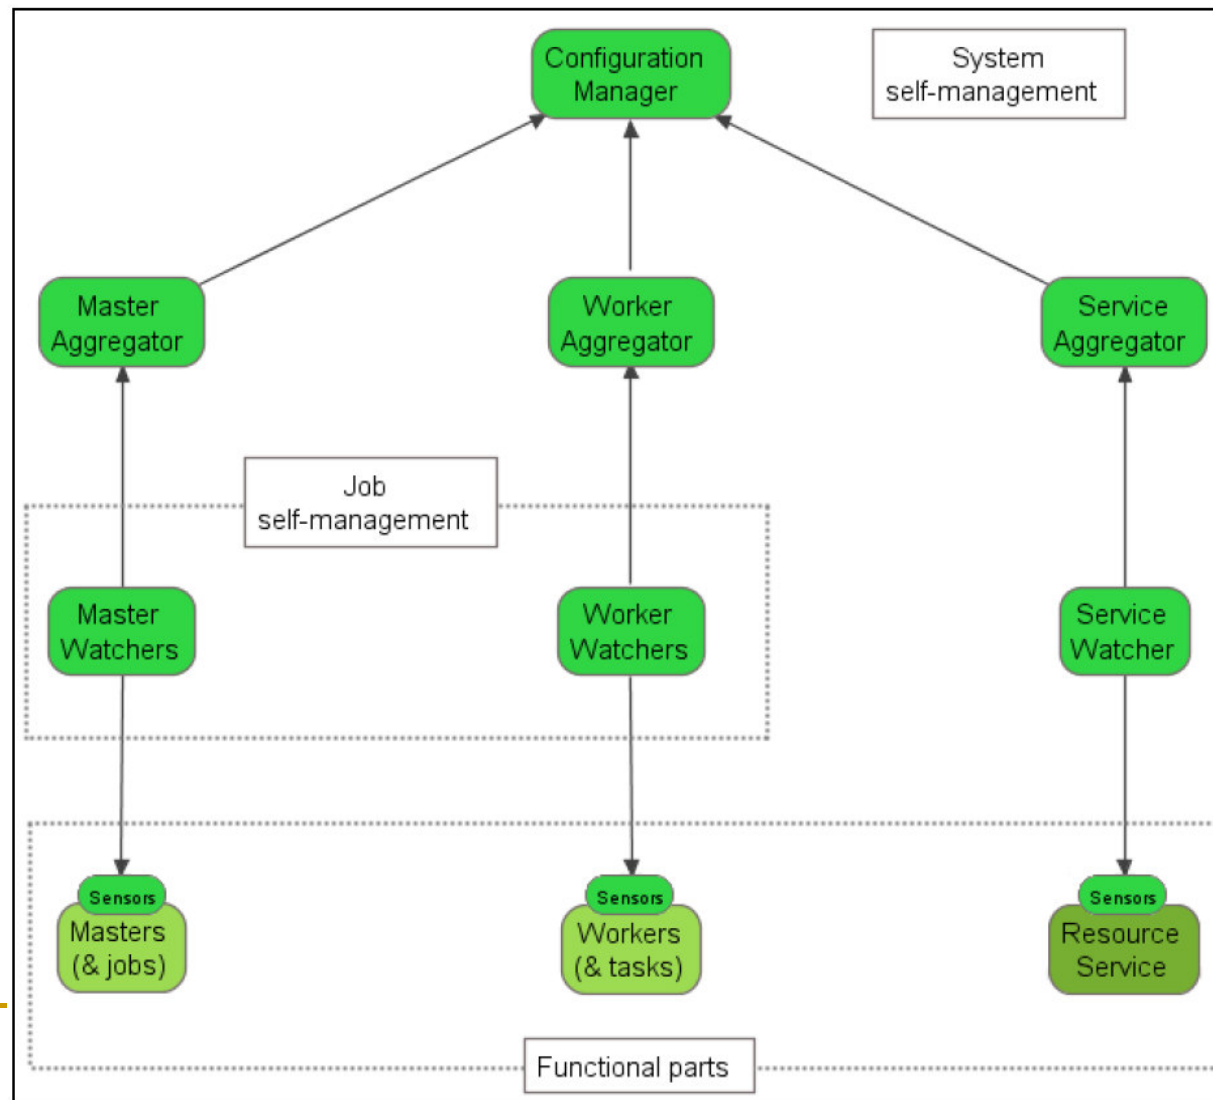 Configuration
Manager
System
self-management
Master
Aggregator
Worker
Aggregator
Service
Aggregator
Job
self-management
Master
Watchers
Worker
Watchers
Service
Watcher
Sensors
Masters
(& jobs)
Sensors
Workers
(& tasks)
Sensors
Resource
Service
Functional parts